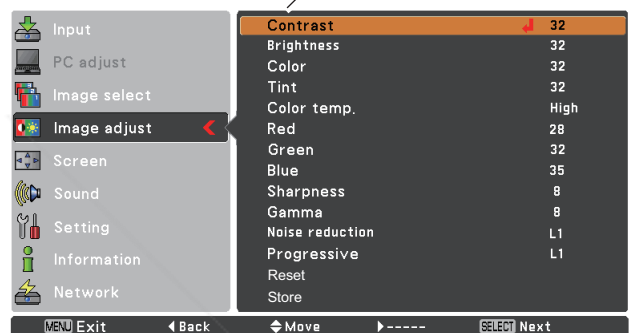 Input
PC adjust
Image select
Image adjust
Screen
Sound
Setting
Information
Network
Contrast 32
Brightness 32
Color 32
Tint 32
Color temp. High
Red 28
Green 32
Blue 35
Sharpness 8
Gamma 8
Noise reduction L1
Progressive L1
Reset
Store
MENU Exit ◀Back Move ▶----- SELECT Next